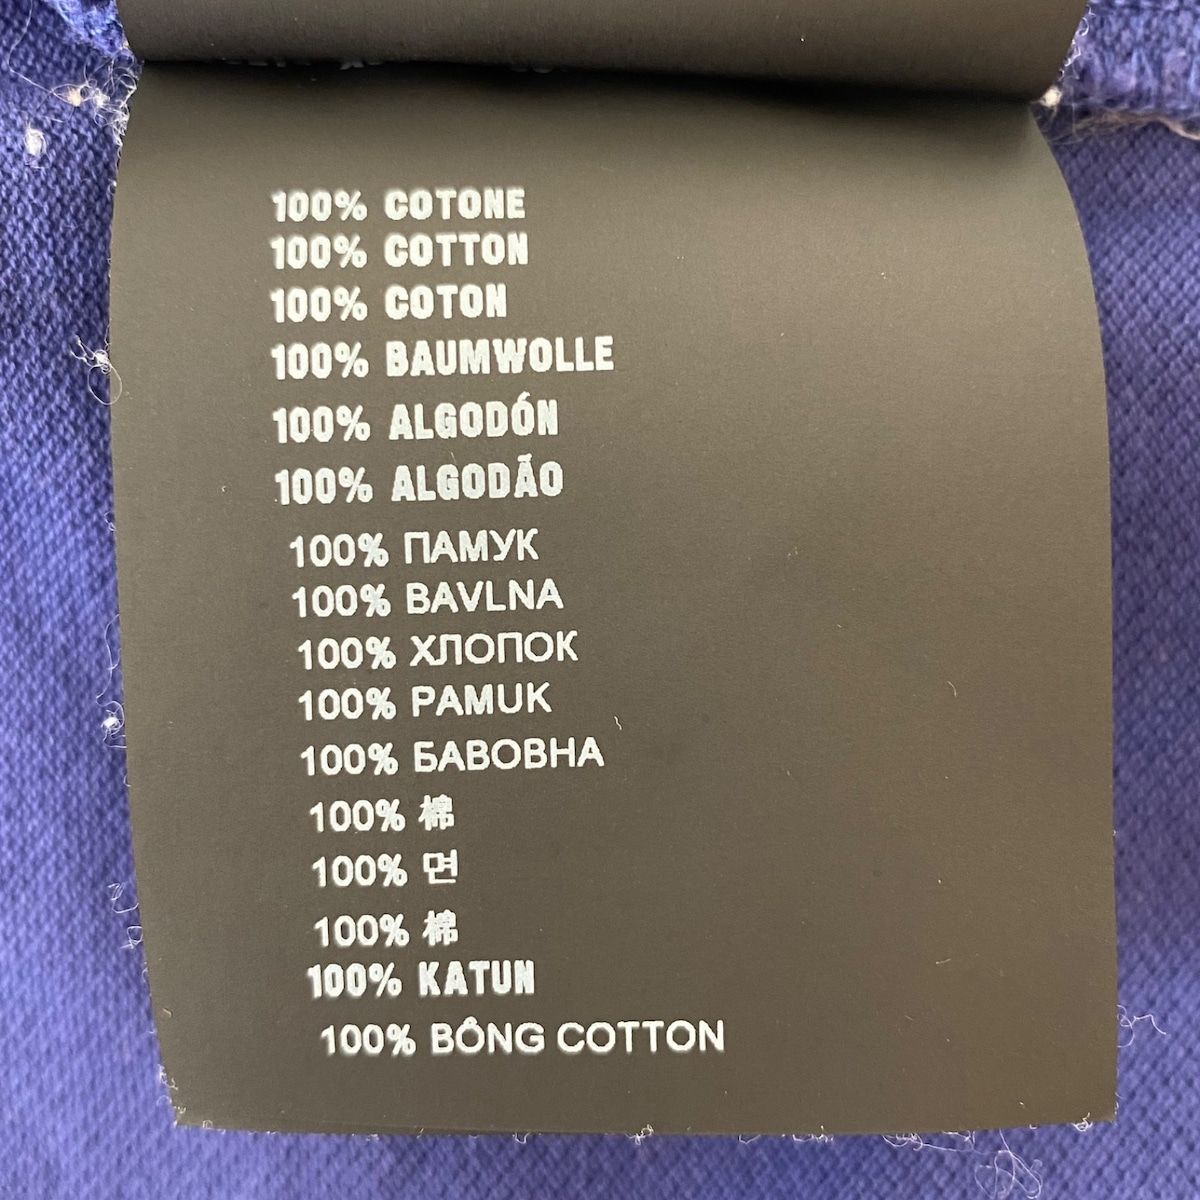 100% COTONE
100% COTTON
100% COTON
100% BAUMWOLLE
100% ALGODÓN
100% ALGODÃO
100% ПАМУК
100% BAVLNA
100% ХЛОПОК
100% PAMUK
100% БАВОВНА
100% 棉
100% 면
100% 棉
100% KATUN
100% BÔNG COTTON